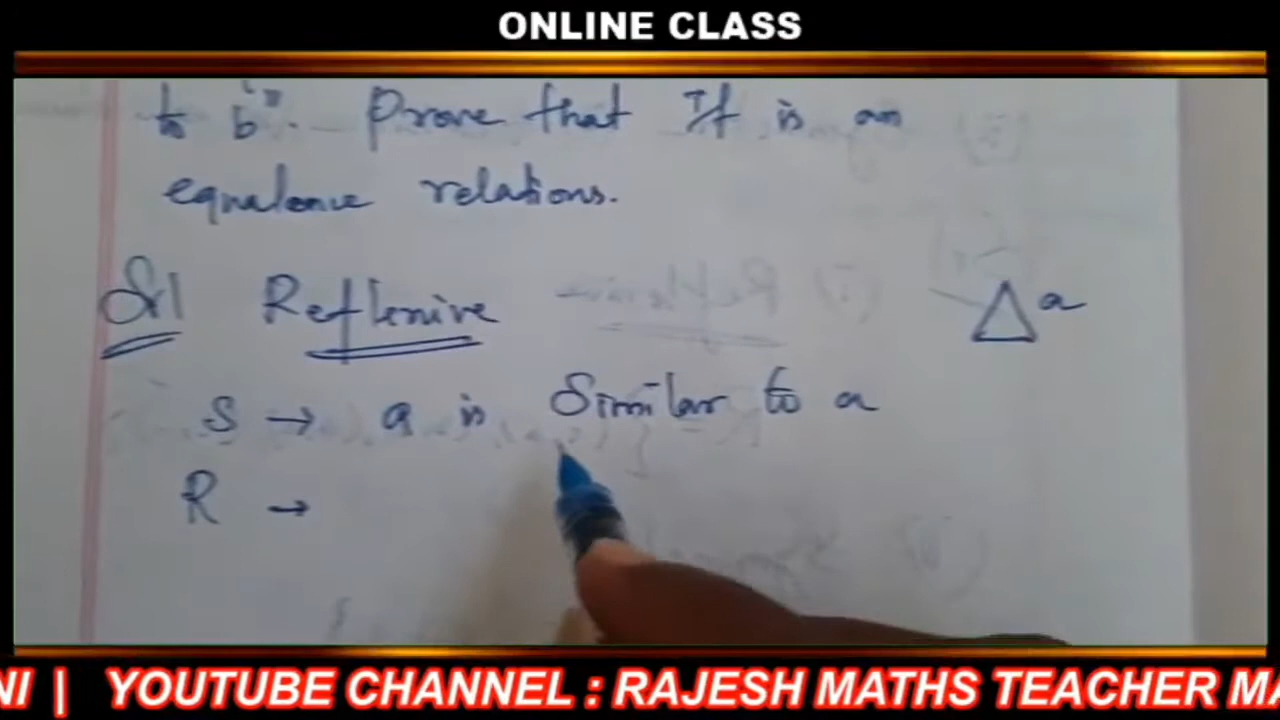 ONLINE CLASS
to b". Prove that It is an
equalence relations.
Sol Reflexive
a
S → a is Similar to a
R →
NI | YOUTUBE CHANNEL : RAJESH MATHS TEACHER MA